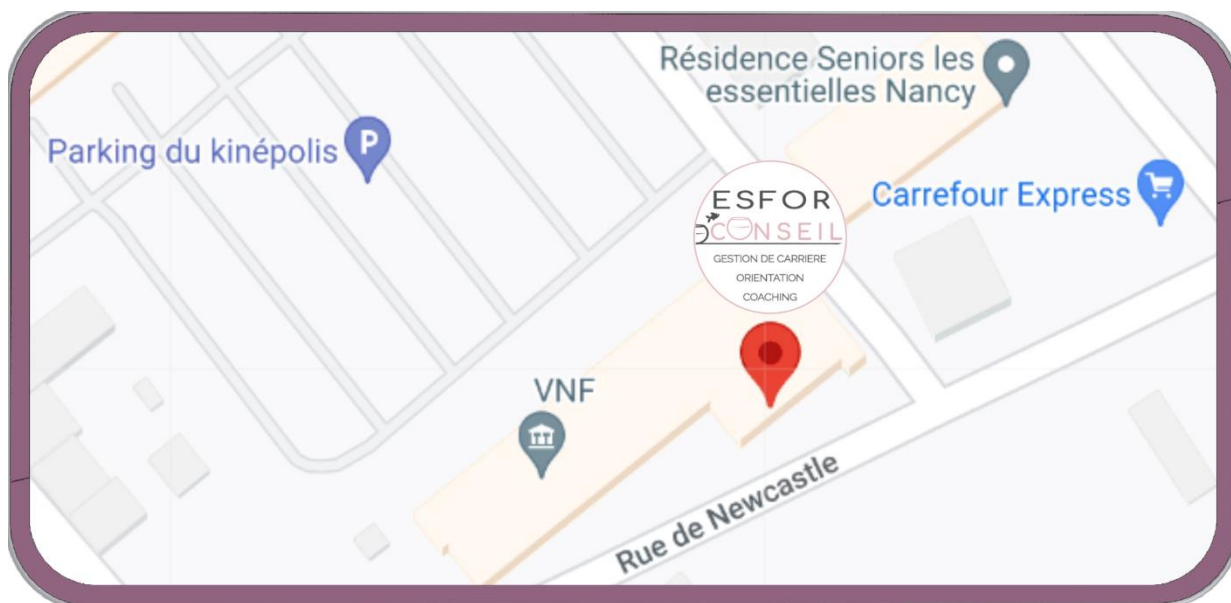 Résidence Seniors les
essentielles Nancy
Parking du kinépolis
P
Carrefour Express
ESFOR
CONSEIL
GESTION DE CARRIERE
ORIENTATION
COACHING
VNF
Rue de Newcastle